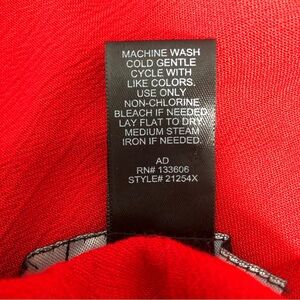 MACHINE WASH
COLD GENTLE
CYCLE WITH
LIKE COLORS.
USE ONLY
NON-CHLORINE
BLEACH IF NEEDED
LAY FLAT TO DRY
MEDIUM STEAM
IRON IF NEEDED.
AD
RN# 133606
STYLE# 21254X